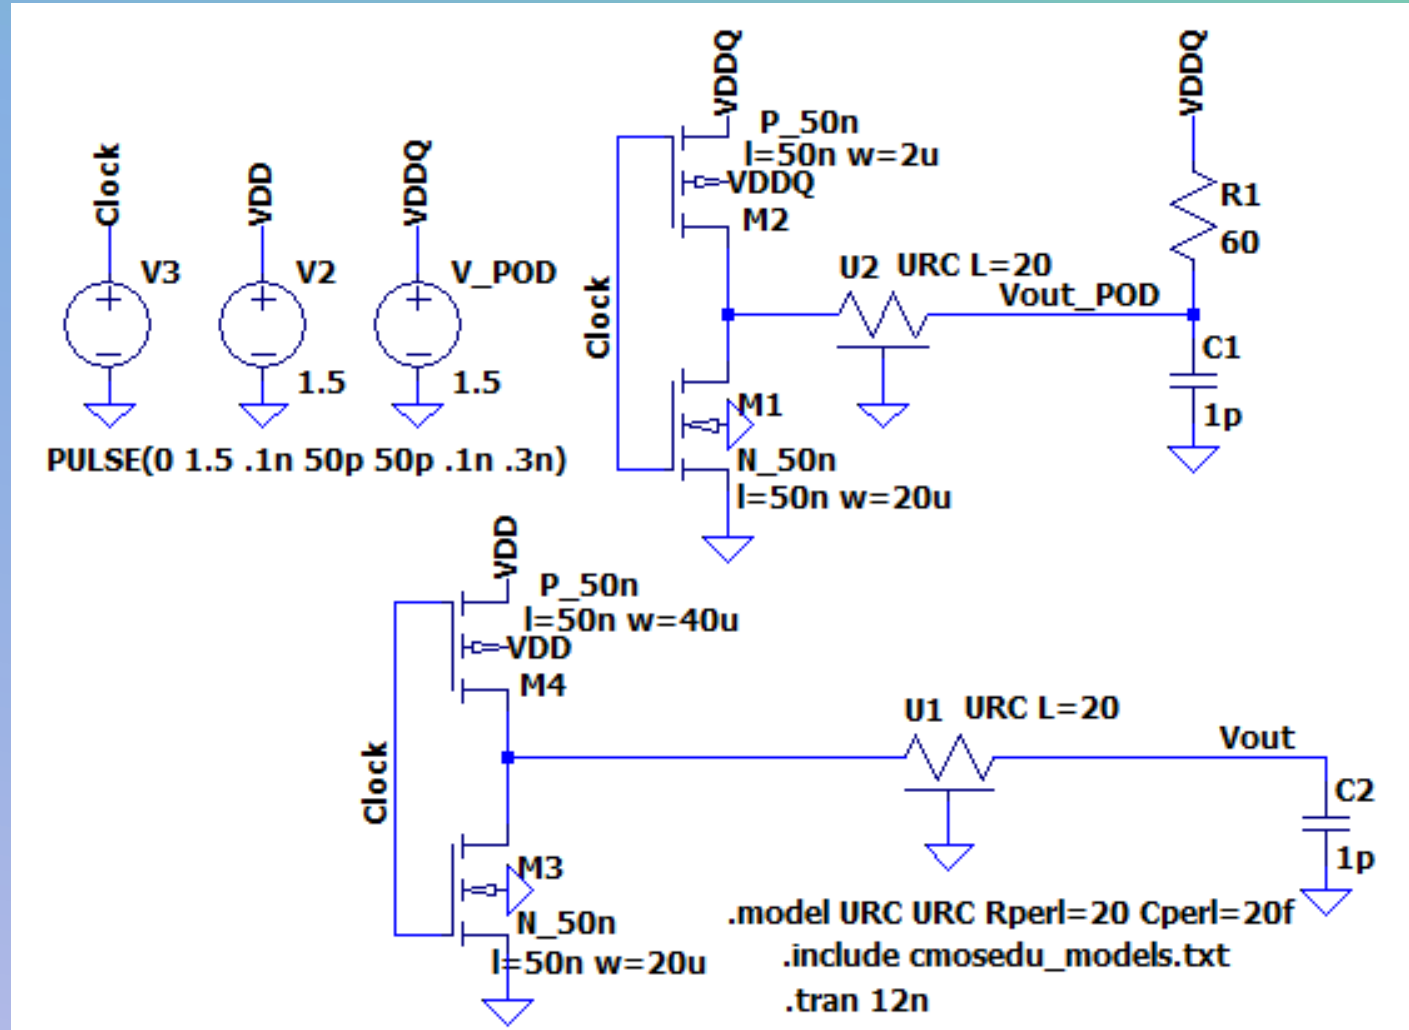 Clock
V3
VDD
V2
1.5
VDDQ
V_POD
1.5
PULSE(0 1.5 .1n 50p 50p .1n .3n)
VDDQ
P_50n
l=50n w=2u
VDDQ
M2
Clock
U2 URC L=20
Vout_POD
VDDQ
R1
60
C1
1p
M1
N_50n
l=50n w=20u
VDD
P_50n
l=50n w=40u
VDD
M4
Clock
U1 URC L=20
Vout
C2
1p
M3
N_50n
l=50n w=20u
.model URC URC Rperl=20 Cperl=20f
.include cmosedu_models.txt
.tran 12n